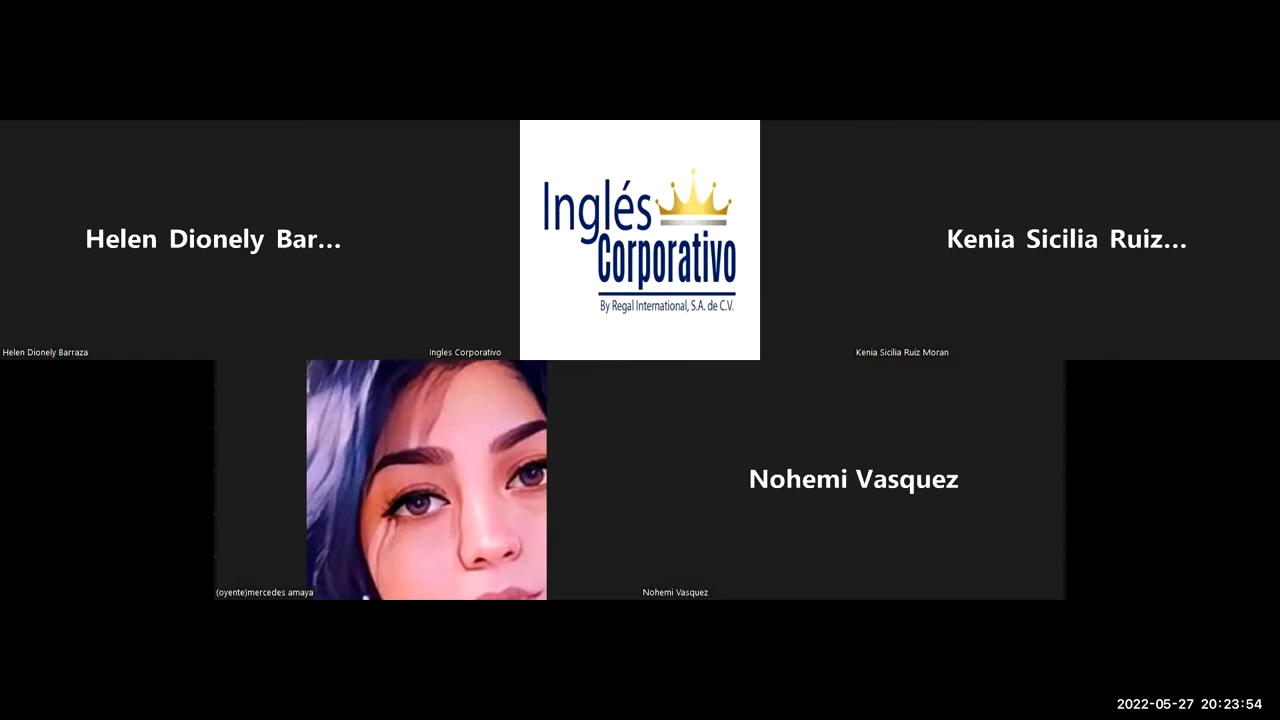 Helen Dionely Bar...
Inglés
Corporativo
By Regal International, S.A. de C.V.
Kenia Sicilia Ruiz...
Helen Dionely Barraza
Ingles Corporativo
Kenia Sicilia Ruiz Moran
Nohemi Vasquez
(oyente)mercedes amaya
Nohemi Vasquez
2022-05-27 20:23:54